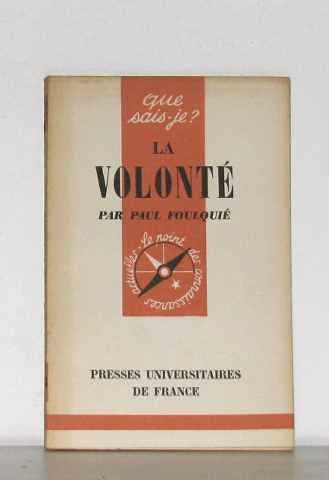 que
sais-je?
LA
VOLONTÉ
PAR PAUL FOULQUIÉ
le point des connaissances actuelles
PRESSES UNIVERSITAIRES
DE FRANCE